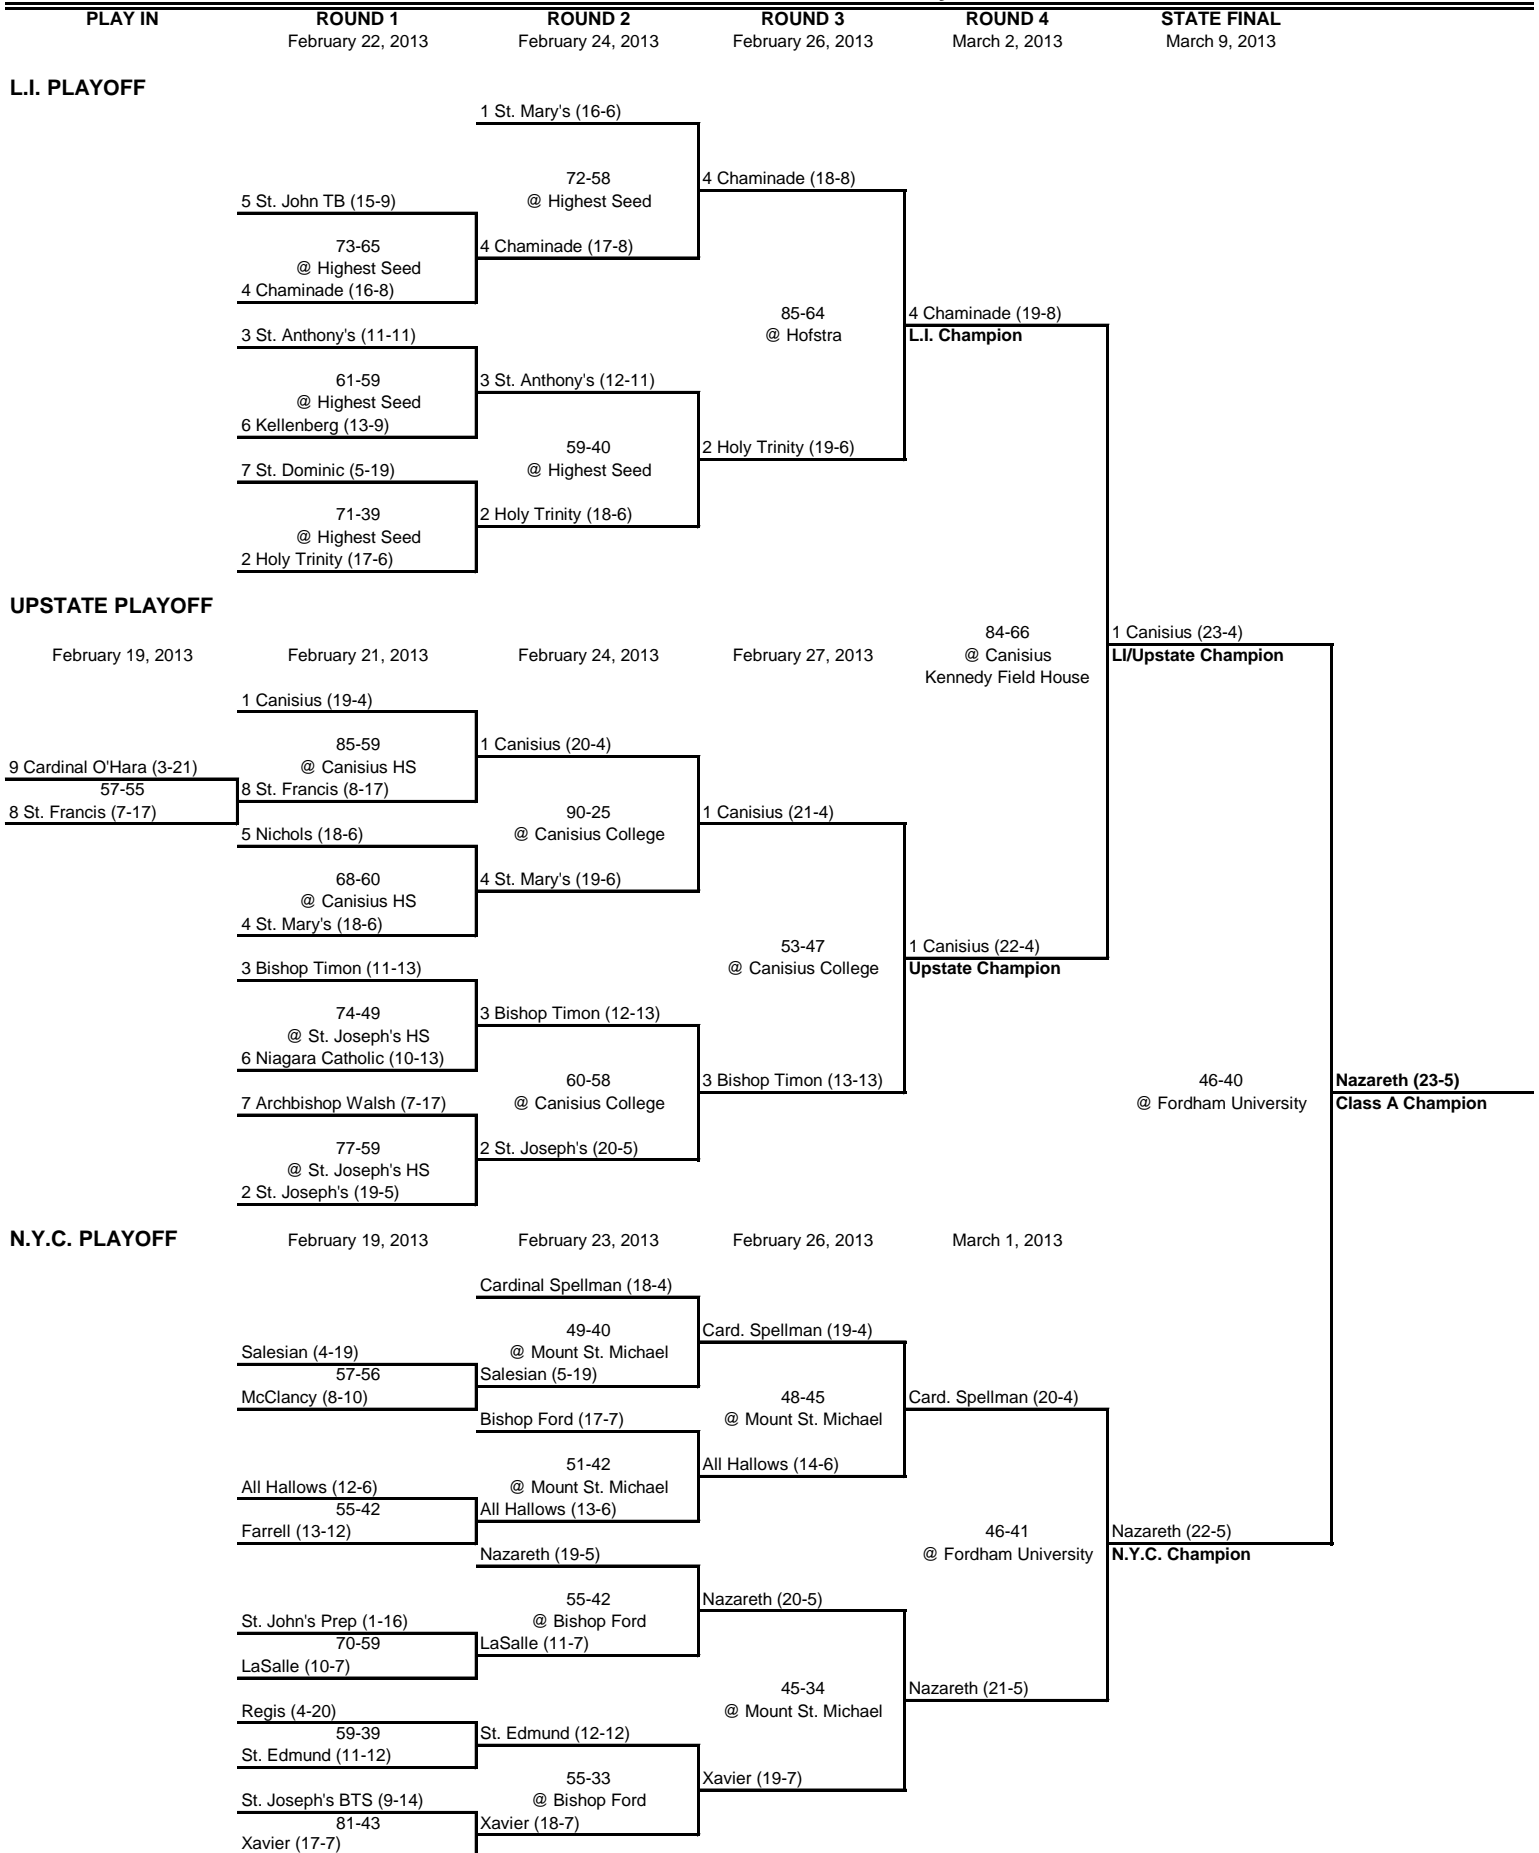 PLAY IN ROUND 1 ROUND 2 ROUND 3 ROUND 4 STATE FINAL
February 22, 2013 February 24, 2013 February 26, 2013 March 2, 2013 March 9, 2013
L.I. PLAYOFF
1 St. Mary's (16-6)
72-58 4 Chaminade (18-8)
5 St. John TB (15-9) @ Highest Seed
73-65 4 Chaminade (17-8)
@ Highest Seed
4 Chaminade (16-8)
85-64 4 Chaminade (19-8)
3 St. Anthony's (11-11) @ Hofstra L.I. Champion
61-59 3 St. Anthony's (12-11)
@ Highest Seed
6 Kellenberg (13-9)
59-40 2 Holy Trinity (19-6)
7 St. Dominic (5-19) @ Highest Seed
71-39 2 Holy Trinity (18-6)
@ Highest Seed
2 Holy Trinity (17-6)
UPSTATE PLAYOFF
84-66 1 Canisius (23-4)
February 19, 2013 February 21, 2013 February 24, 2013 February 27, 2013 @ Canisius LI/Upstate Champion
Kennedy Field House
1 Canisius (19-4)
85-59 1 Canisius (20-4)
9 Cardinal O'Hara (3-21) @ Canisius HS
57-55 8 St. Francis (8-17)
8 St. Francis (7-17) 90-25 1 Canisius (21-4)
5 Nichols (18-6) @ Canisius College
68-60 4 St. Mary's (19-6)
@ Canisius HS
4 St. Mary's (18-6)
53-47 1 Canisius (22-4)
3 Bishop Timon (11-13) @ Canisius College Upstate Champion
74-49 3 Bishop Timon (12-13)
@ St. Joseph's HS
6 Niagara Catholic (10-13)
60-58 3 Bishop Timon (13-13) 46-40 Nazareth (23-5)
7 Archbishop Walsh (7-17) @ Canisius College @ Fordham University Class A Champion
77-59 2 St. Joseph's (20-5)
@ St. Joseph's HS
2 St. Joseph's (19-5)
N.Y.C. PLAYOFF February 19, 2013 February 23, 2013 February 26, 2013 March 1, 2013
Cardinal Spellman (18-4)
49-40 Card. Spellman (19-4)
Salesian (4-19) @ Mount St. Michael
57-56 Salesian (5-19)
McClancy (8-10) 48-45 Card. Spellman (20-4)
Bishop Ford (17-7) @ Mount St. Michael
51-42 All Hallows (14-6)
All Hallows (12-6) @ Mount St. Michael
55-42 All Hallows (13-6)
Farrell (13-12) 46-41 Nazareth (22-5)
Nazareth (19-5) @ Fordham University N.Y.C. Champion
55-42 Nazareth (20-5)
St. John's Prep (1-16) @ Bishop Ford
70-59 LaSalle (11-7)
LaSalle (10-7)
45-34 Nazareth (21-5)
Regis (4-20) @ Mount St. Michael
59-39 St. Edmund (12-12)
St. Edmund (11-12)
55-33 Xavier (19-7)
St. Joseph's BTS (9-14) @ Bishop Ford
81-43 Xavier (18-7)
Xavier (17-7)